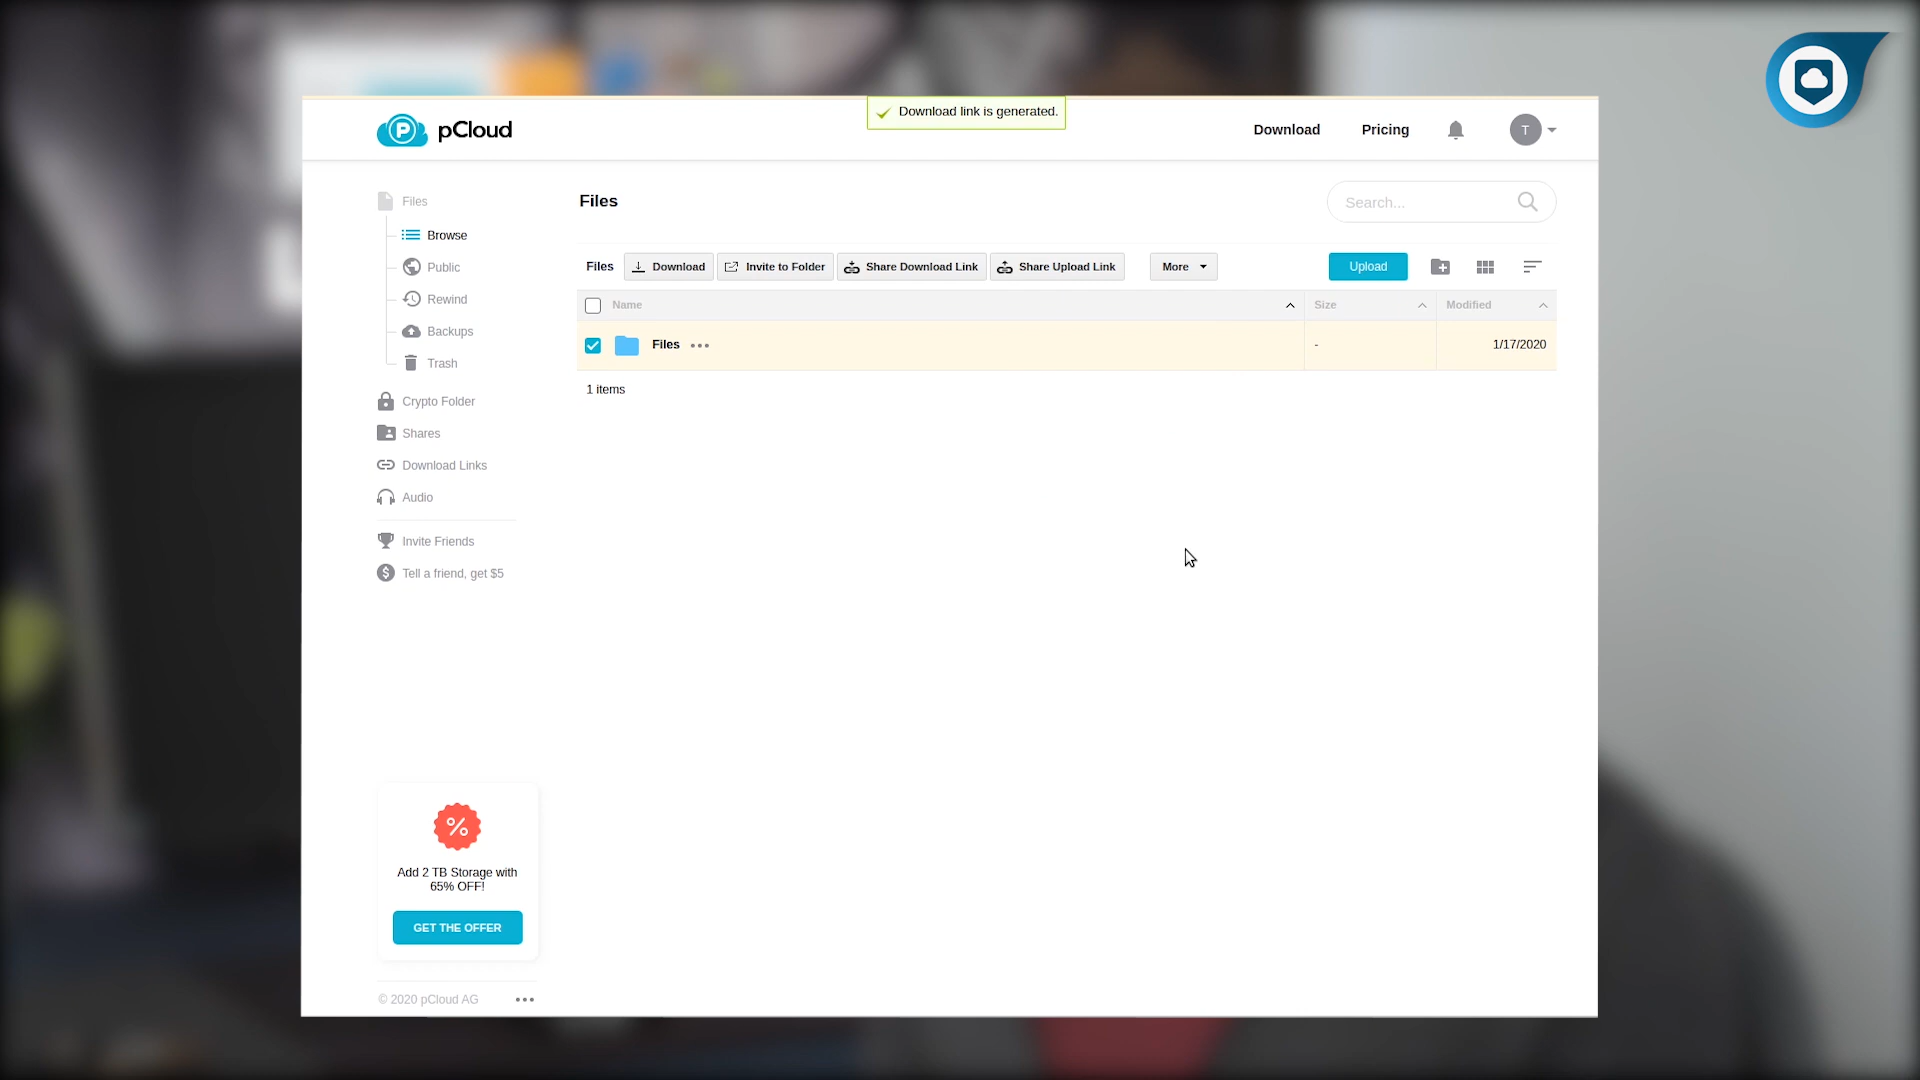 Download link is generated.
pCloud
Download
Pricing
T
Files
Browse
Public
Rewind
Backups
Trash
Crypto Folder
Shares
Download Links
Audio
Invite Friends
Tell a friend, get $5
Files
Search...
Files
Download
Invite to Folder
Share Download Link
Share Upload Link
More
Upload
Name
Size
Modified
Files
-
1/17/2020
1 items
%
Add 2 TB Storage with
65% OFF!
GET THE OFFER
© 2020 pCloud AG